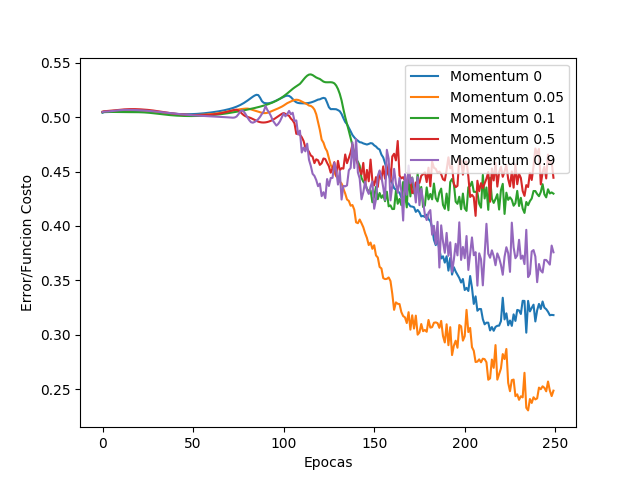 0.55
0.50
0.45
0.40
0.35
0.30
0.25
Error/Funcion Costo
Momentum 0
Momentum 0.05
Momentum 0.1
Momentum 0.5
Momentum 0.9
0 50 100 150 200 250
Epocas